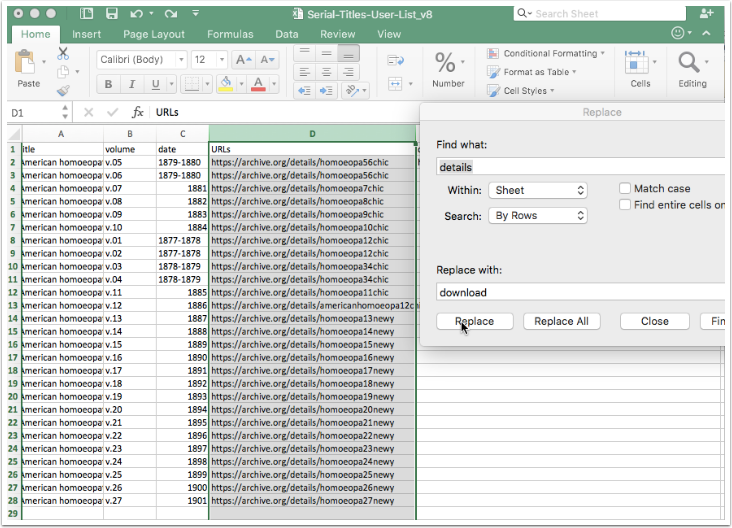 Serial-Titles-User-List_v8
Search Sheet
Home Insert Page Layout Formulas Data Review View
Paste
Calibri (Body) 12 A A
B I U A
Number
Conditional Formatting
Format as Table
Cell Styles
Cells
Editing
D1 fx URLs
A B C D
1 title volume date URLs
2 American homoeopa v.05 1879-1880 https://archive.org/details/homoeopa56chic
3 American homoeopa v.06 1879-1880 https://archive.org/details/homoeopa56chic
4 American homoeopa v.07 1881 https://archive.org/details/homoeopa7chic
5 American homoeopa v.08 1882 https://archive.org/details/homoeopa8chic
6 American homoeopa v.09 1883 https://archive.org/details/homoeopa9chic
7 American homoeopa v.10 1884 https://archive.org/details/homoeopa10chic
8 American homoeopa v.01 1877-1878 https://archive.org/details/homoeopa12chic
9 American homoeopa v.02 1877-1878 https://archive.org/details/homoeopa12chic
10 American homoeopa v.03 1878-1879 https://archive.org/details/homoeopa34chic
11 American homoeopa v.04 1878-1879 https://archive.org/details/homoeopa34chic
12 American homoeopa v.11 1885 https://archive.org/details/homoeopa11chic
13 American homoeopa v.12 1886 https://archive.org/details/americanhomoeopa12c
14 American homoeopa v.13 1887 https://archive.org/details/homoeopa13newy
15 American homoeopa v.14 1888 https://archive.org/details/homoeopa14newy
16 American homoeopa v.15 1889 https://archive.org/details/homoeopa15newy
17 American homoeopa v.16 1890 https://archive.org/details/homoeopa16newy
18 American homoeopa v.17 1891 https://archive.org/details/homoeopa17newy
19 American homoeopa v.18 1892 https://archive.org/details/homoeopa18newy
20 American homoeopa v.19 1893 https://archive.org/details/homoeopa19newy
21 American homoeopa v.20 1894 https://archive.org/details/homoeopa20newy
22 American homoeopa v.21 1895 https://archive.org/details/homoeopa21newy
23 American homoeopa v.22 1896 https://archive.org/details/homoeopa22newy
24 American homoeopa v.23 1897 https://archive.org/details/homoeopa23newy
25 American homoeopa v.24 1898 https://archive.org/details/homoeopa24newy
26 American homoeopa v.25 1899 https://archive.org/details/homoeopa25newy
27 American homoeopa v.26 1900 https://archive.org/details/homoeopa26newy
28 American homoeopa v.27 1901 https://archive.org/details/homoeopa27newy
29
Replace
Find what:
details
Within: Sheet
Match case
Find entire cells on
Search: By Rows
Replace with:
download
Replace Replace All Close Fin